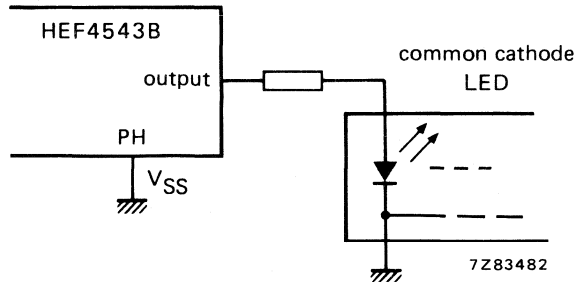 HEF4543B
output
PH
VSS
common cathode
LED
7Z83482